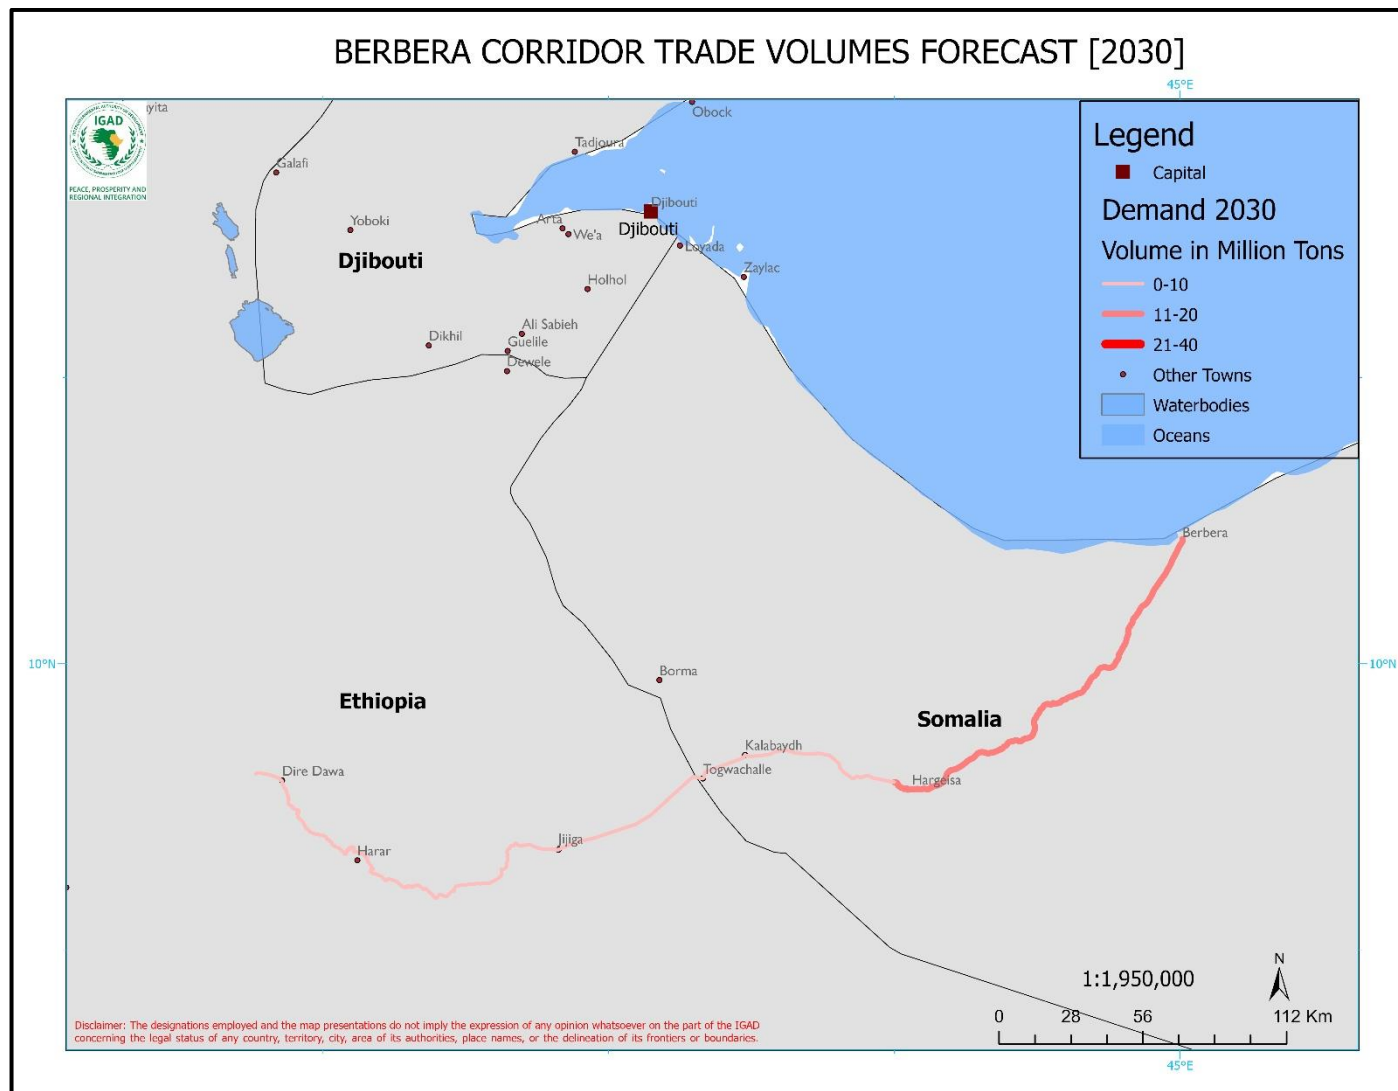 BERBERA CORRIDOR TRADE VOLUMES FORECAST [2030]
45°E
IGAD
PEACE, PROSPERITY AND
REGIONAL INTEGRATION
ayita
Obock
Tadjoura
Galafi
Djibouti
Yoboki
Arta
We'a
Djibouti
Djibouti
Loyada
Zaylac
Holhol
Ali Sabieh
Dikhil
Guelile
Dewele
Legend
Capital
Demand 2030
Volume in Million Tons
0-10
11-20
21-40
Other Towns
Waterbodies
Oceans
Berbera
10°N
10°N
Borma
Ethiopia
Somalia
Kalabaydh
Togwachalle
Hargeisa
Dire Dawa
Jijiga
Harar
N
1:1,950,000
0 28 56 112 Km
Disclaimer: The designations employed and the map presentations do not imply the expression of any opinion whatsoever on the part of the IGAD
concerning the legal status of any country, territory, city, area of its authorities, place names, or the delineation of its frontiers or boundaries.
45°E